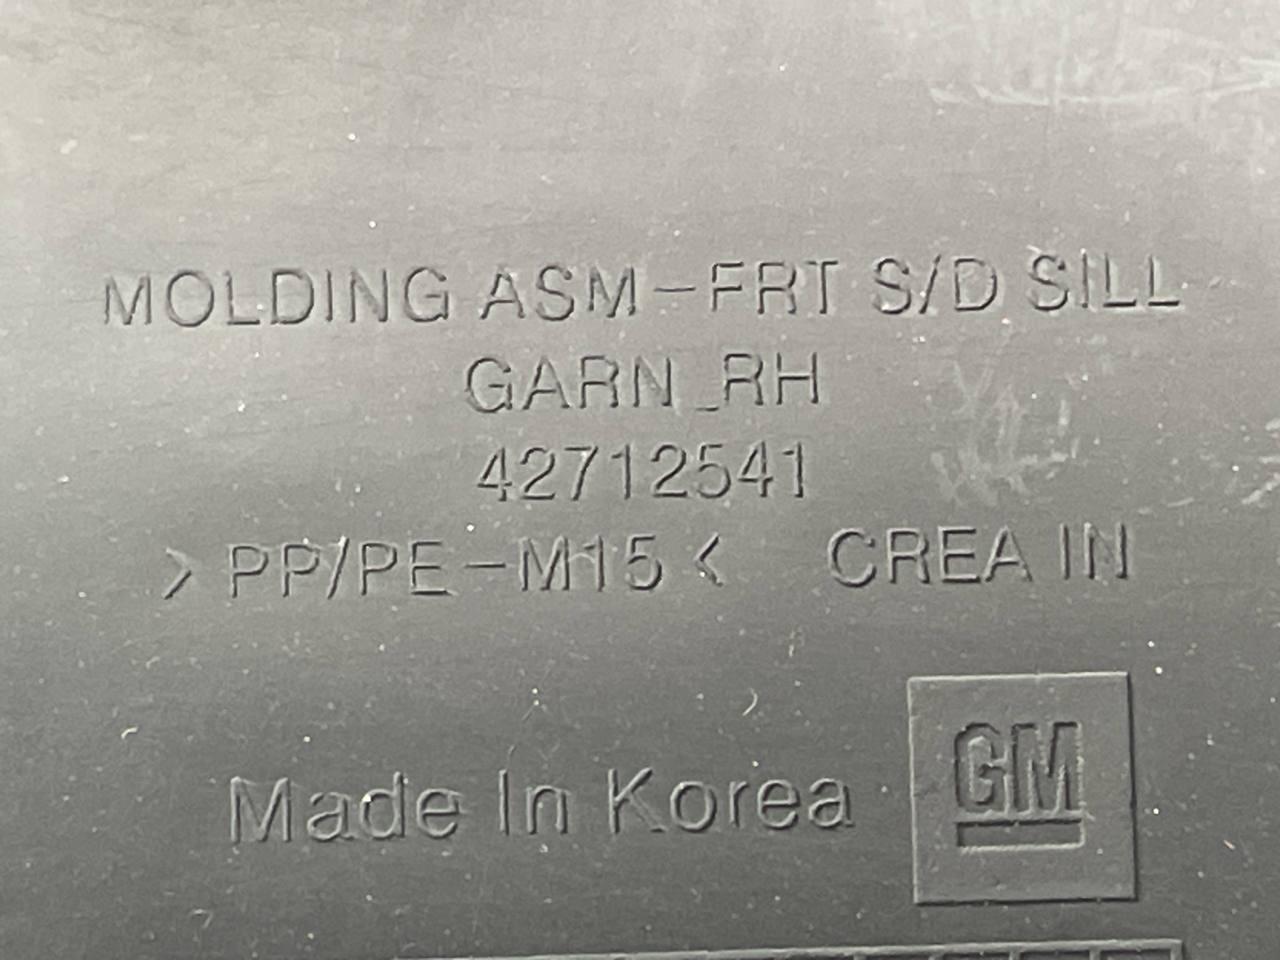 MOLDING ASM-FRT S/D SILL
GARN_RH
42712541
>PP/PE-M15< CREA IN
Made In Korea
GM